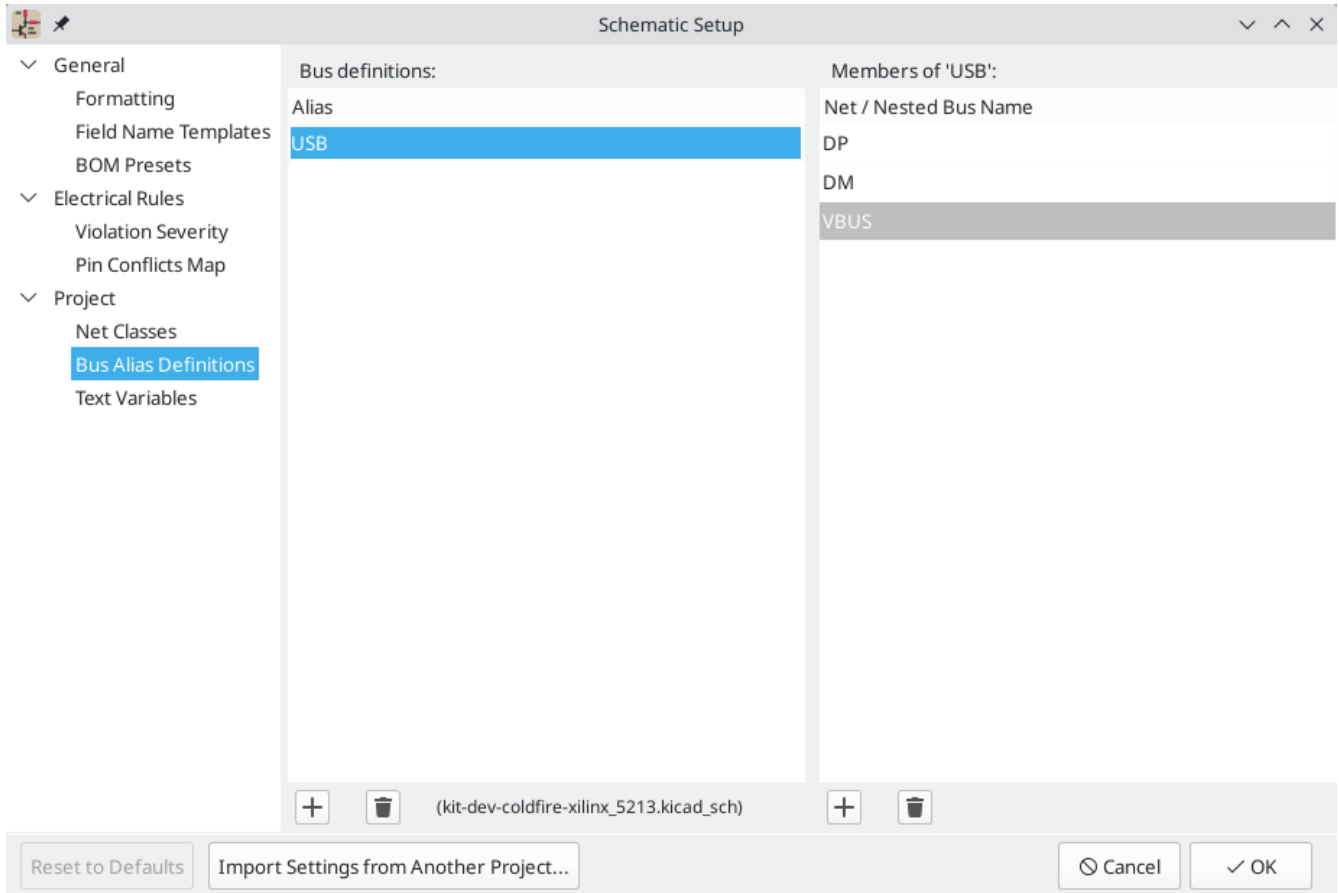 Schematic Setup
General
Formatting
Field Name Templates
BOM Presets
Electrical Rules
Violation Severity
Pin Conflicts Map
Project
Net Classes
Bus Alias Definitions
Text Variables
Bus definitions:
Alias
USB
(kit-dev-coldfire-xilinx_5213.kicad_sch)
Members of 'USB':
Net / Nested Bus Name
DP
DM
VBUS
Reset to Defaults
Import Settings from Another Project...
Cancel
OK